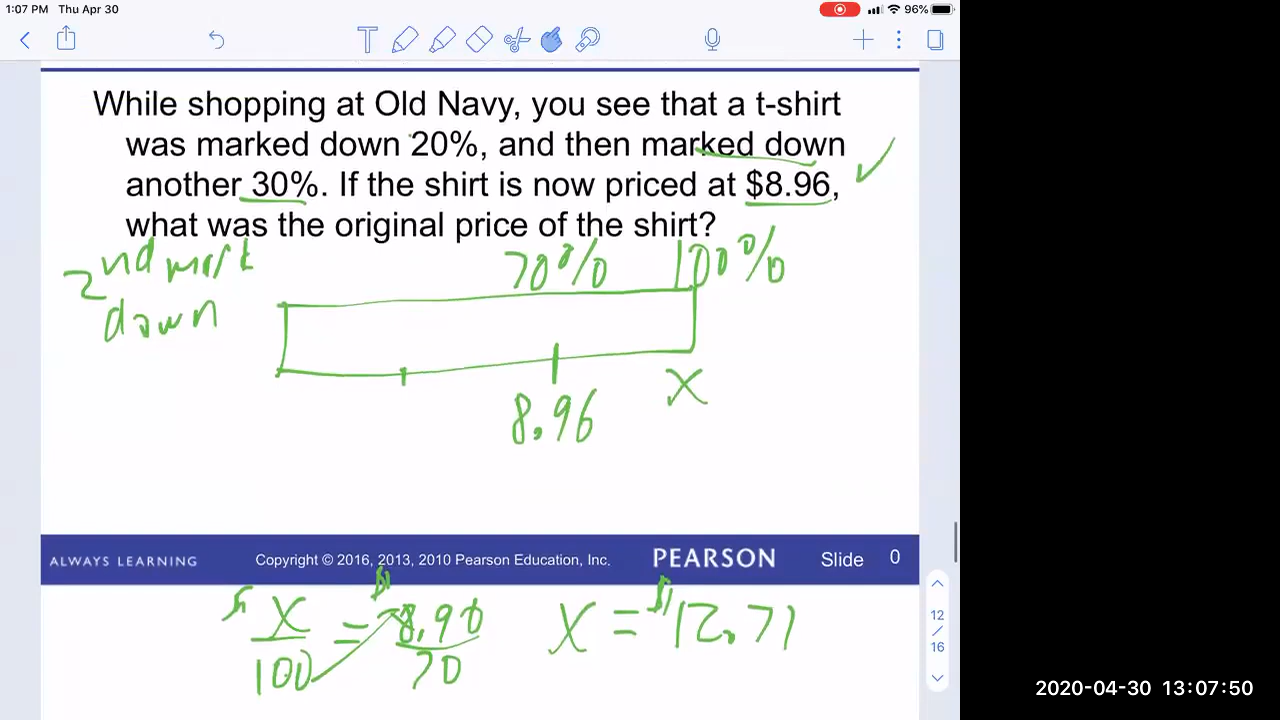 1:07 PM Thu Apr 30
96%
While shopping at Old Navy, you see that a t-shirt
was marked down 20%, and then marked down
another 30%. If the shirt is now priced at $8.96,
what was the original price of the shirt?
2nd mark
down
70% 100%
8.96 X
ALWAYS LEARNING Copyright © 2016, 2013, 2010 Pearson Education, Inc. PEARSON Slide 0
$ X/100 = $ 8.96/70 X = $12.71
12
/
16
2020-04-30 13:07:50